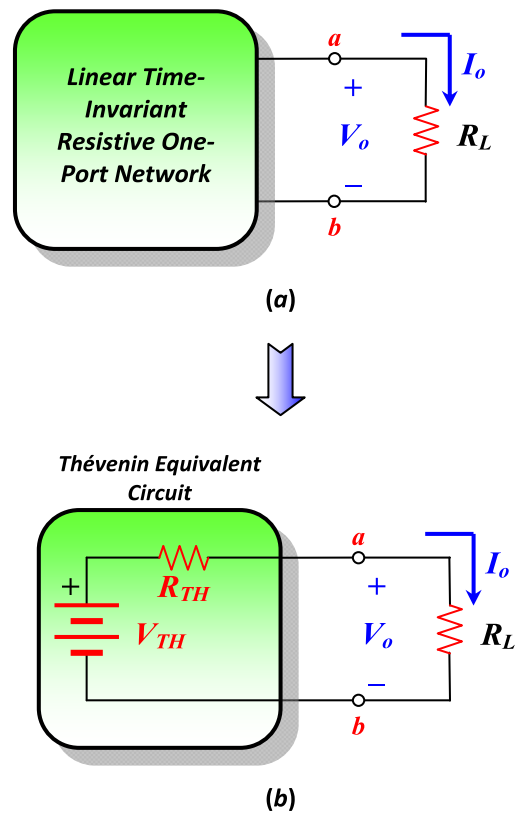 Linear Time-
Invariant
Resistive One-
Port Network
a
+
Vo
−
b
Io
RL
(a)
Thévenin Equivalent
Circuit
+
RTH
VTH
a
+
Vo
−
b
Io
RL
(b)